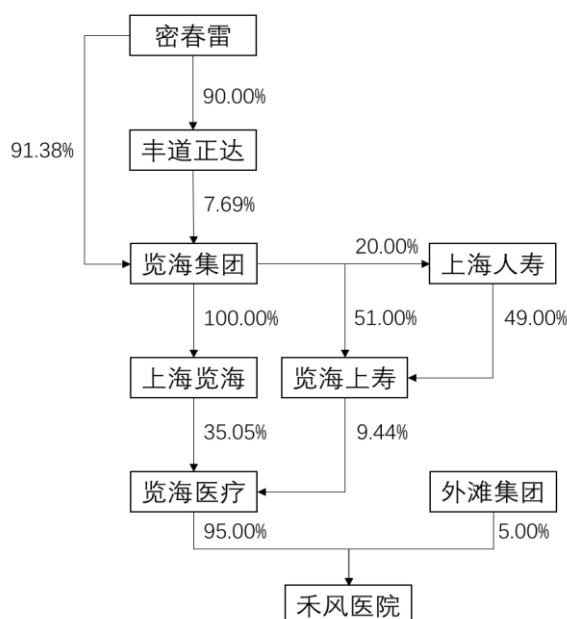 密春雷
90.00%
91.38%
丰道正达
7.69%
览海集团
20.00%
上海人寿
100.00%
51.00%
49.00%
上海览海
览海上寿
35.05%
9.44%
览海医疗
外滩集团
95.00%
5.00%
禾风医院